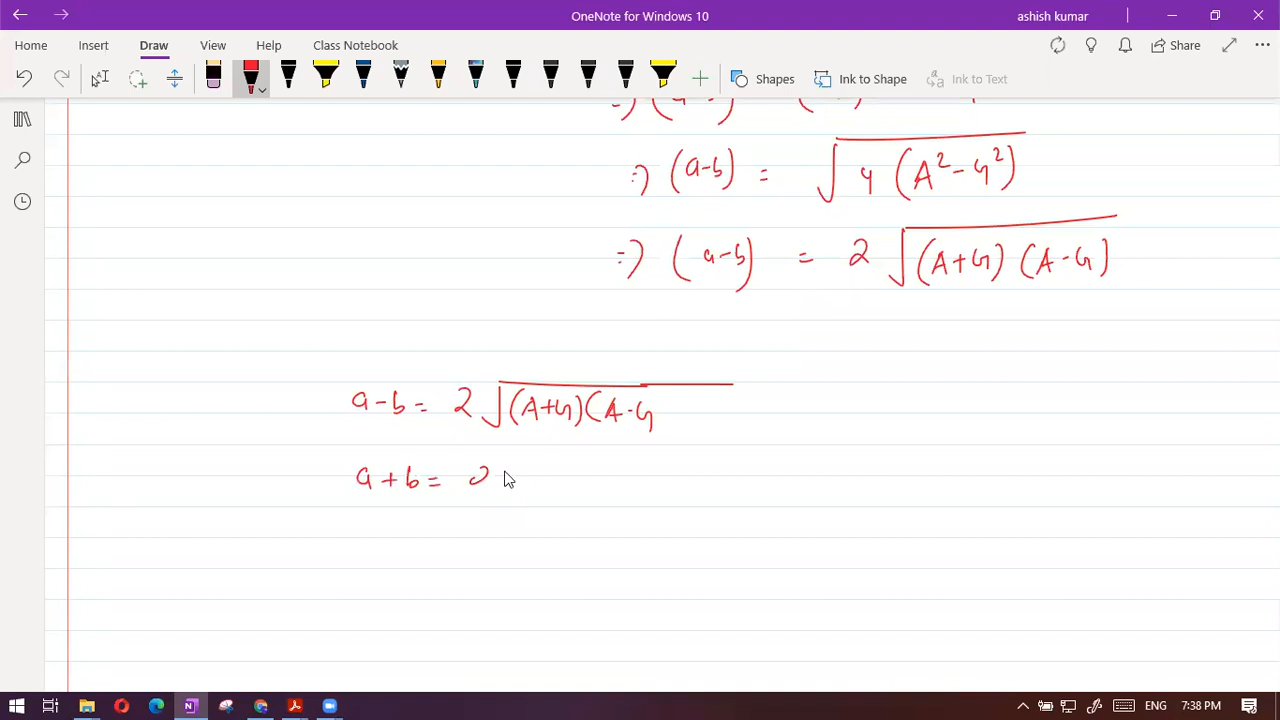 OneNote for Windows 10
ashish kumar
Home Insert Draw View Help Class Notebook
Share
Shapes
Ink to Shape
Ink to Text
⇒ (a-b) = √4 (A² - G²)
⇒ (a-b) = 2 √(A+G) (A-G)
a-b = 2 √(A+G)(A-G
a+b =
ENG 7:38 PM